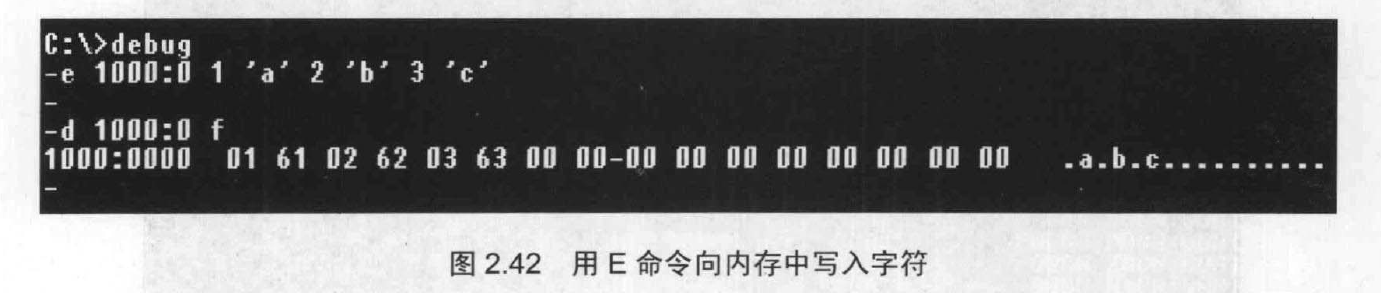 C:\>debug
-e 1000:0 1 'a' 2 'b' 3 'c'
-
-d 1000:0 f
1000:0000 01 61 02 62 03 63 00 00-00 00 00 00 00 00 00 00 .a.b.c..........
-
图 2.42 用 E 命令向内存中写入字符